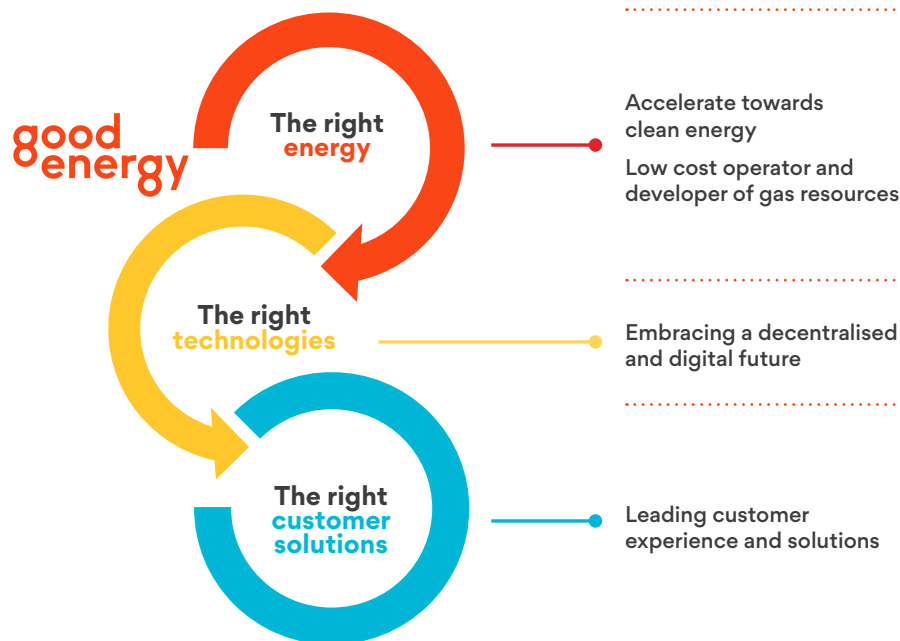 good
energy
The right
energy
Accelerate towards
clean energy
Low cost operator and
developer of gas resources
The right
technologies
Embracing a decentralised
and digital future
The right
customer
solutions
Leading customer
experience and solutions